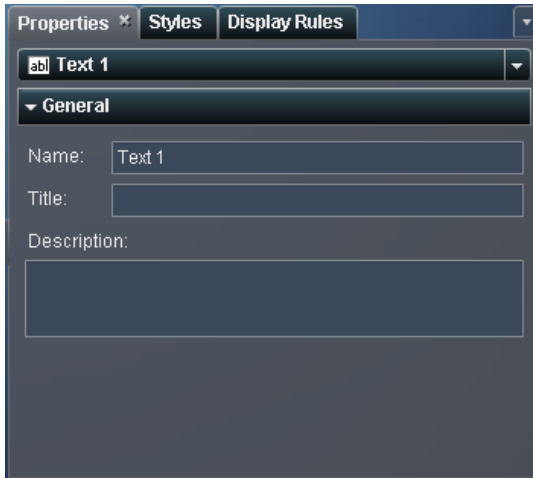 Properties Styles Display Rules
abl Text 1
General
Name: Text 1
Title:
Description: